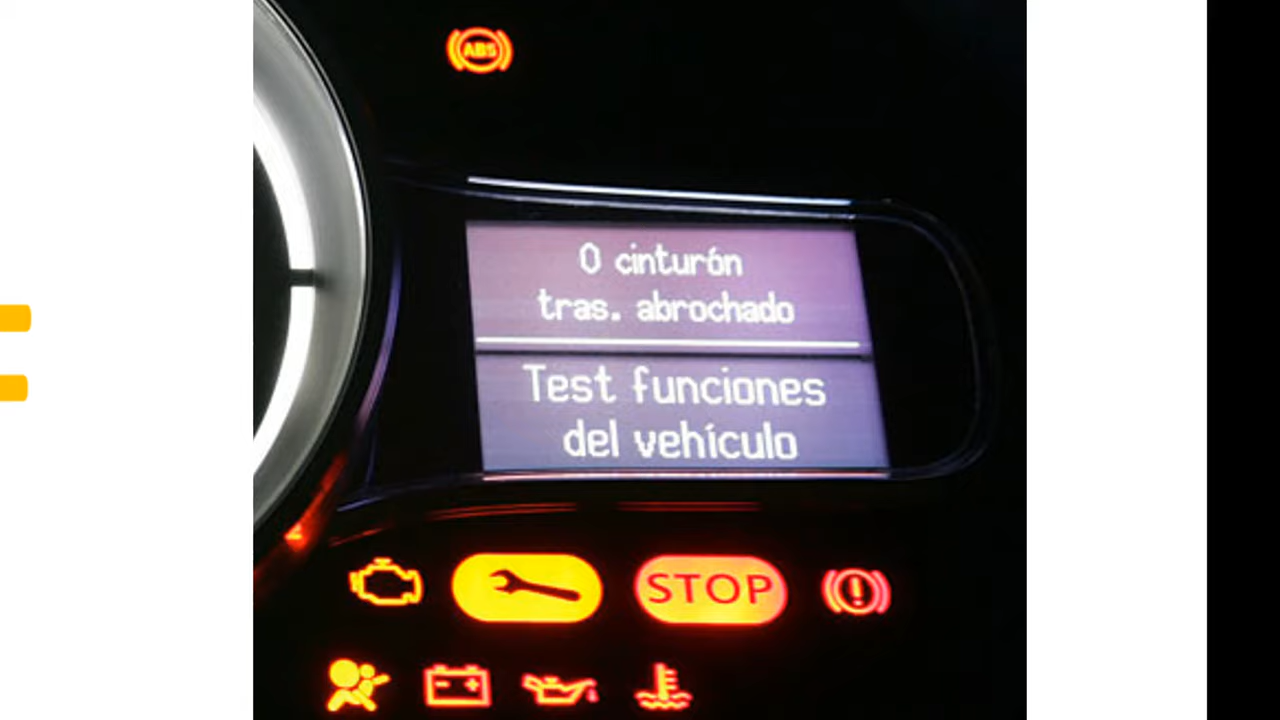 ABS
0 cinturón
tras. abrochado
Test funciones
del vehículo
STOP